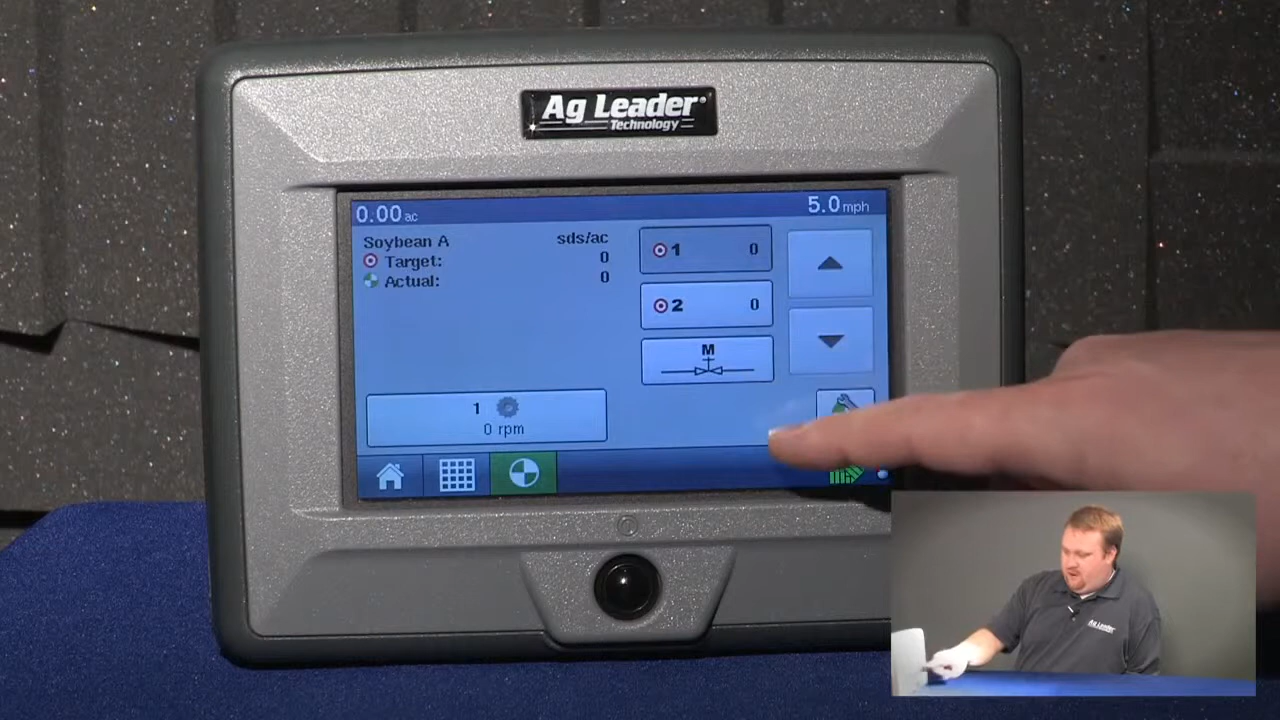 Ag Leader®
Technology
0.00 ac
5.0 mph
Soybean A
sds/ac
Target:
0
Actual:
0
1
0
2
0
M
1
0 rpm
Ag Leader